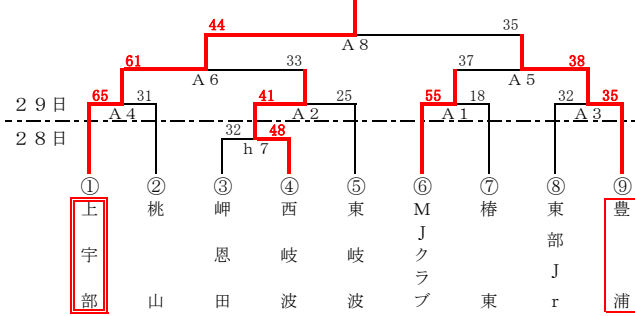 44 35
A8
61 33 37 38
A6 A5
65 31 41 25 55 18 32 35
29日
A4 A2 A1 A3
28日
32 48
h7
① ② ③ ④ ⑤ ⑥ ⑦ ⑧ ⑨
上宇部
桃山
岬恩田
西岐波
東岐波
MJクラブ
椿東
東部Jr
豊浦